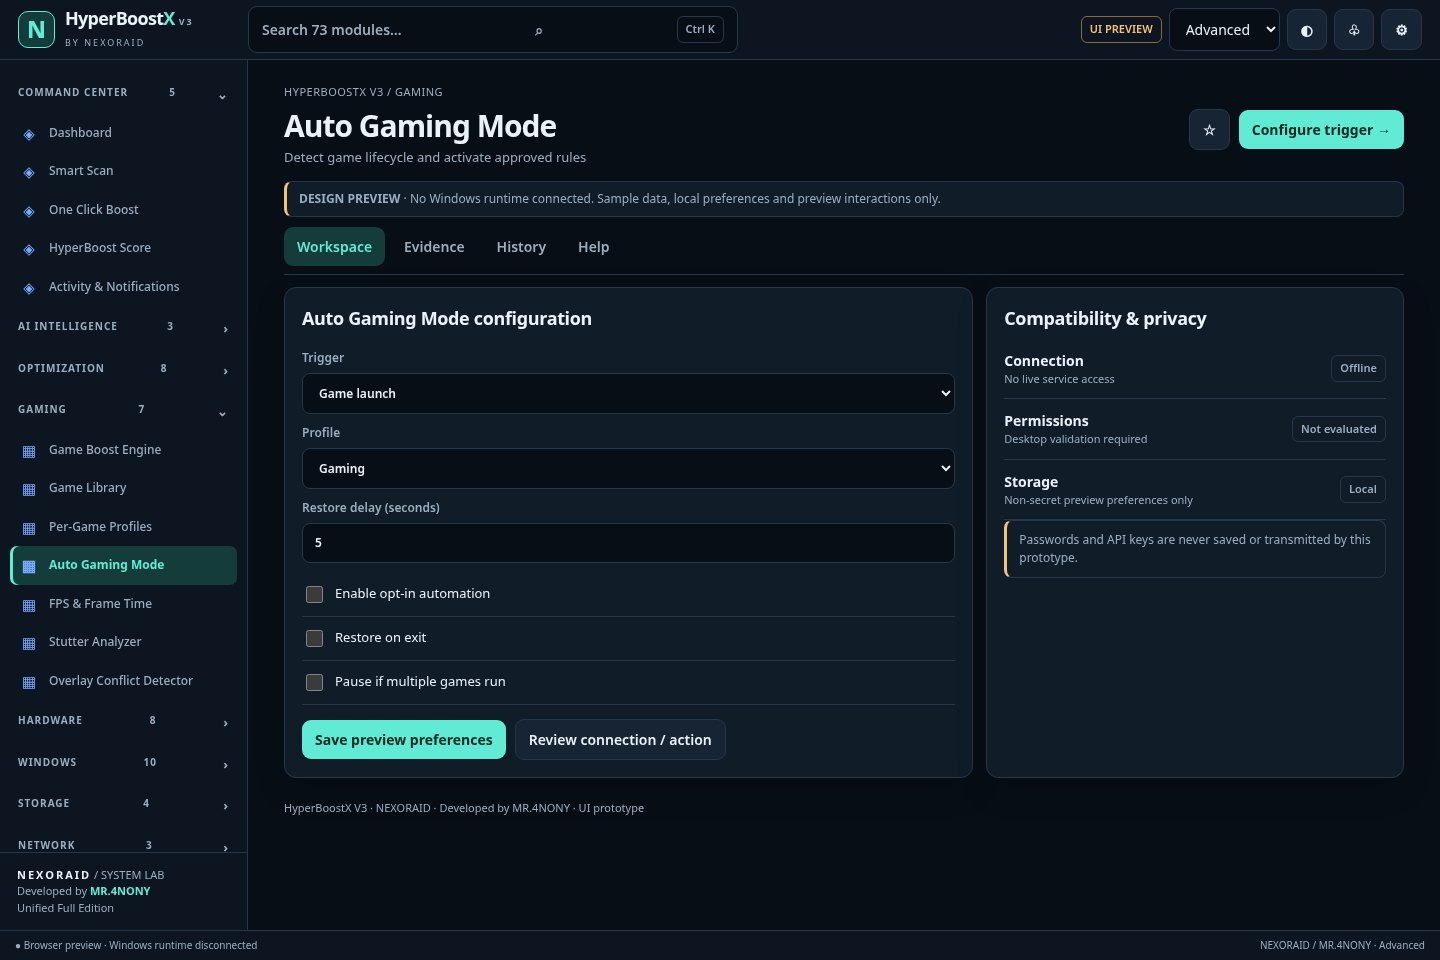 N HyperBoostX V3
BY NEXORAID
Search 73 modules...
Ctrl K
UI PREVIEW
Advanced
COMMAND CENTER 5
Dashboard
Smart Scan
One Click Boost
HyperBoost Score
Activity & Notifications
AI INTELLIGENCE 3
OPTIMIZATION 8
GAMING 7
Game Boost Engine
Game Library
Per-Game Profiles
Auto Gaming Mode
FPS & Frame Time
Stutter Analyzer
Overlay Conflict Detector
HARDWARE 8
WINDOWS 10
STORAGE 4
NETWORK 3
NEXORAID / SYSTEM LAB
Developed by MR.4NONY
Unified Full Edition
HYPERBOOSTX V3 / GAMING
Auto Gaming Mode
Detect game lifecycle and activate approved rules
Configure trigger →
DESIGN PREVIEW · No Windows runtime connected. Sample data, local preferences and preview interactions only.
Workspace
Evidence
History
Help
Auto Gaming Mode configuration
Trigger
Game launch
Profile
Gaming
Restore delay (seconds)
5
Enable opt-in automation
Restore on exit
Pause if multiple games run
Save preview preferences
Review connection / action
Compatibility & privacy
Connection
No live service access
Offline
Permissions
Desktop validation required
Not evaluated
Storage
Non-secret preview preferences only
Local
Passwords and API keys are never saved or transmitted by this
prototype.
HyperBoostX V3 · NEXORAID · Developed by MR.4NONY · UI prototype
● Browser preview · Windows runtime disconnected
NEXORAID / MR.4NONY · Advanced